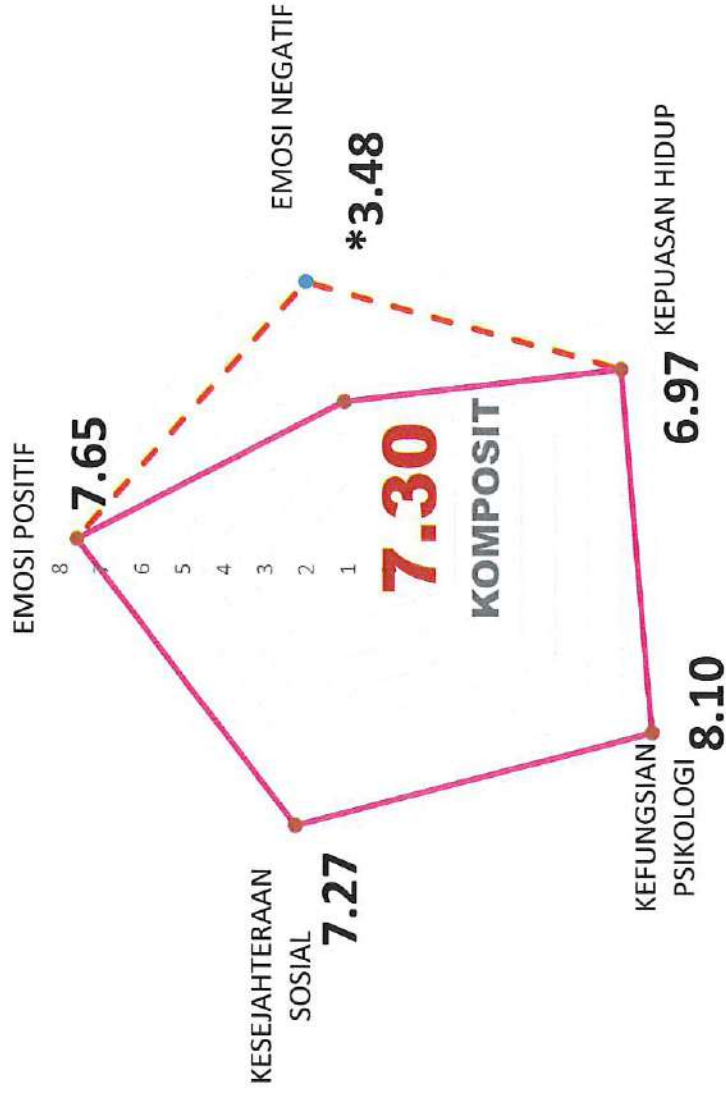 EMOSI POSITIF
7.65
EMOSI NEGATIF
*3.48
8
7
6
5
4
3
2
1
7.30
KOMPOSIT
KESEJAHTERAAN
SOSIAL
7.27
KEPUASAN HIDUP
6.97
KEFUNGSIAN
PSIKOLOGI
8.10